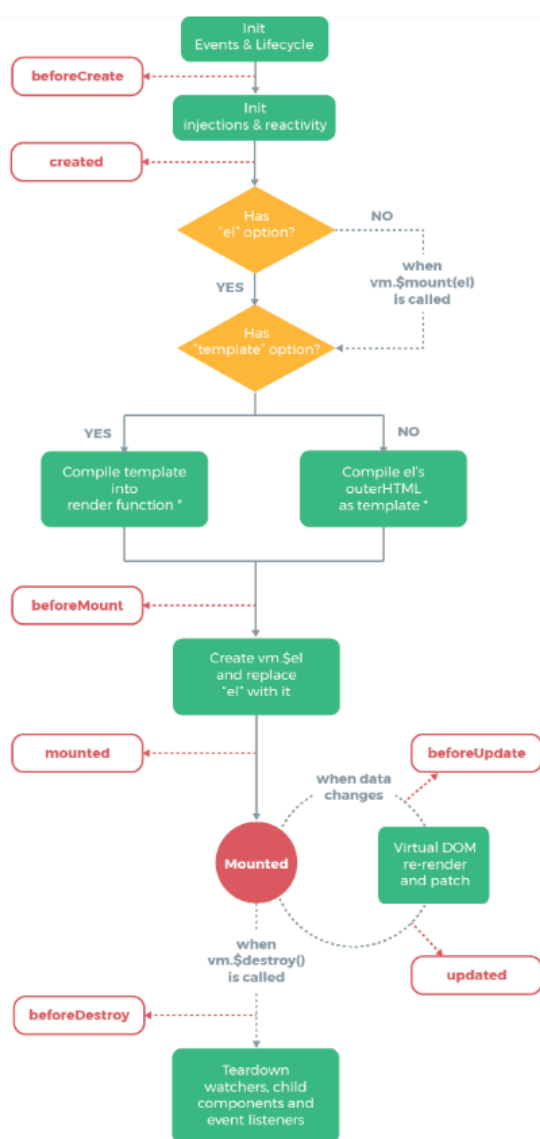 Init
Events & Lifecycle
beforeCreate
Init
injections & reactivity
created
Has
"el" option?
NO
when
vm.$mount(el)
is called
YES
Has
"template" option?
YES
NO
Compile template
into
render function *
Compile el's
outerHTML
as template *
beforeMount
Create vm.$el
and replace
"el" with it
mounted
beforeUpdate
when data
changes
Mounted
Virtual DOM
re-render
and patch
when
vm.$destroy()
is called
updated
beforeDestroy
Teardown
watchers, child
components and
event listeners